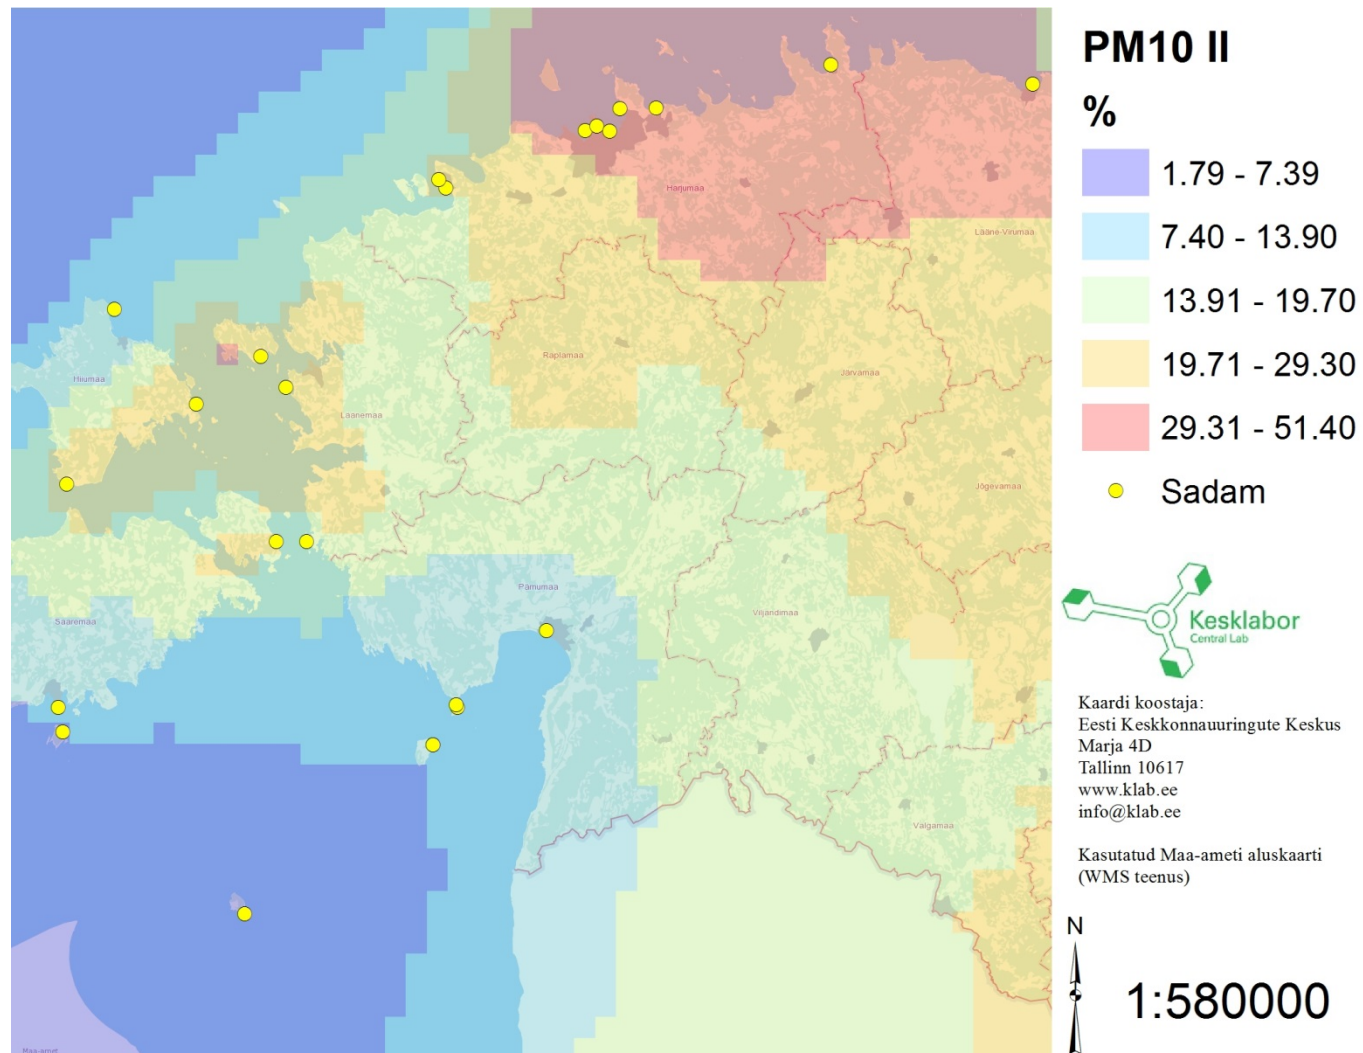 PM10 II
%
1.79 - 7.39
7.40 - 13.90
13.91 - 19.70
19.71 - 29.30
29.31 - 51.40
Sadam
Kesklabor
Central Lab
Kaardi koostaja:
Eesti Keskkonnauuringute Keskus
Marja 4D
Tallinn 10617
www.klab.ee
info@klab.ee
Kasutatud Maa-ameti aluskaarti
(WMS teenus)
N
1:580000
Harjumaa
Lääne-Virumaa
Raplamaa
Järvamaa
Hiiumaa
Läänemaa
Jõgevamaa
Pärnumaa
Viljandimaa
Saaremaa
Valgamaa
Maa-amet